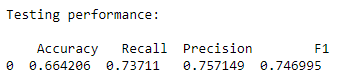 Testing performance:
Accuracy Recall Precision F1
0 0.664206 0.73711 0.757149 0.746995